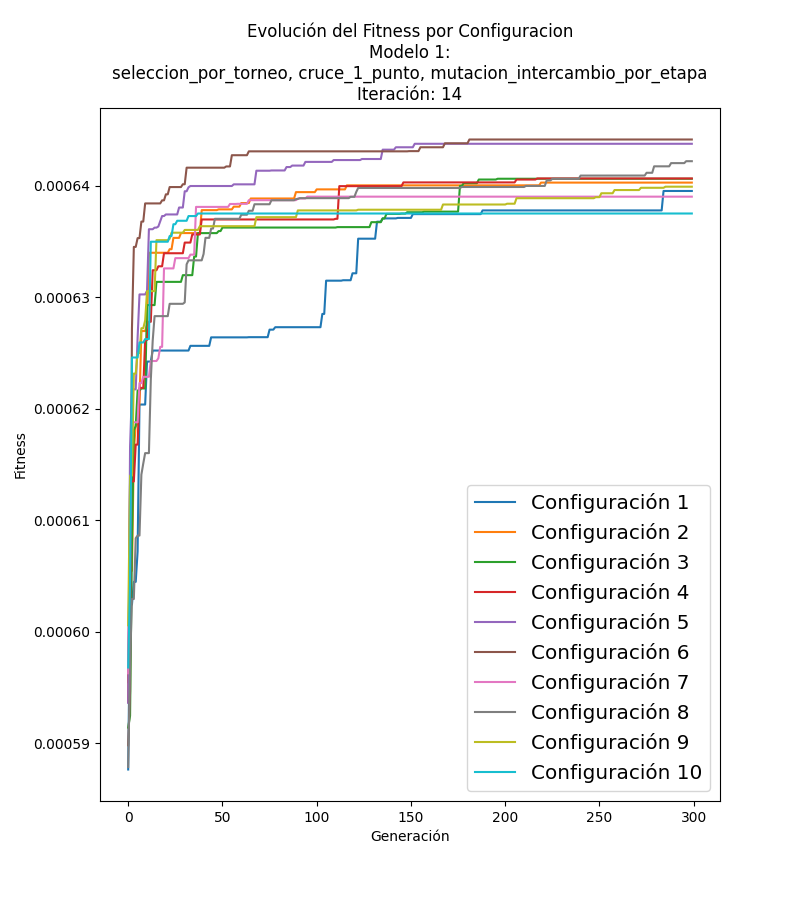 Evolución del Fitness por Configuracion
Modelo 1:
seleccion_por_torneo, cruce_1_punto, mutacion_intercambio_por_etapa
Iteración: 14
0.00064
0.00063
0.00062
0.00061
0.00060
0.00059
Fitness
Configuración 1
Configuración 2
Configuración 3
Configuración 4
Configuración 5
Configuración 6
Configuración 7
Configuración 8
Configuración 9
Configuración 10
0 50 100 150 200 250 300
Generación